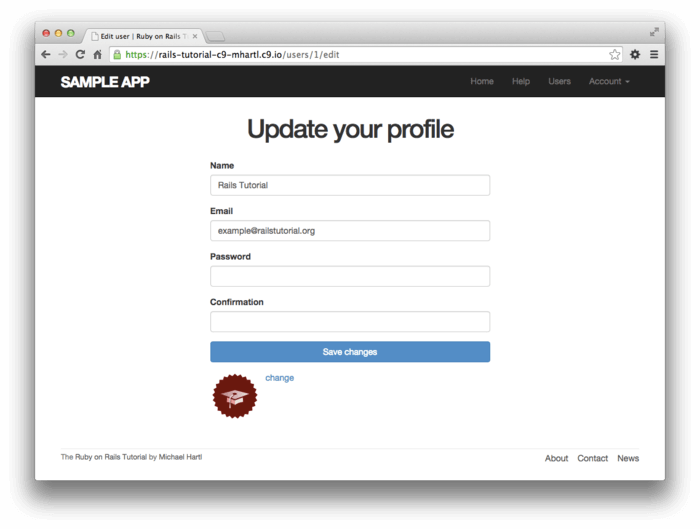 Edit user | Ruby on Rails T
https://rails-tutorial-c9-mhartl.c9.io/users/1/edit
SAMPLE APP
Home Help Users Account
Update your profile
Name
Rails Tutorial
Email
example@railstutorial.org
Password
Confirmation
Save changes
change
The Ruby on Rails Tutorial by Michael Hartl
About Contact News